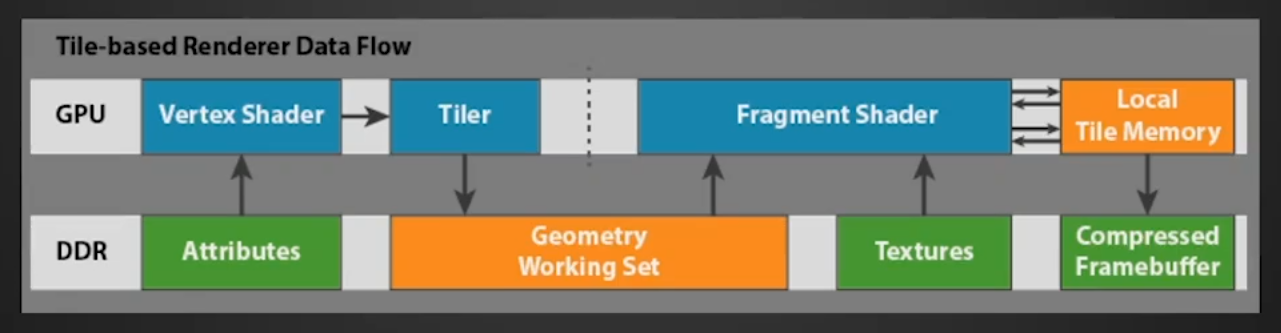 Tile-based Renderer Data Flow
GPU
Vertex Shader
Tiler
Fragment Shader
Local
Tile Memory
DDR
Attributes
Geometry
Working Set
Textures
Compressed
Framebuffer